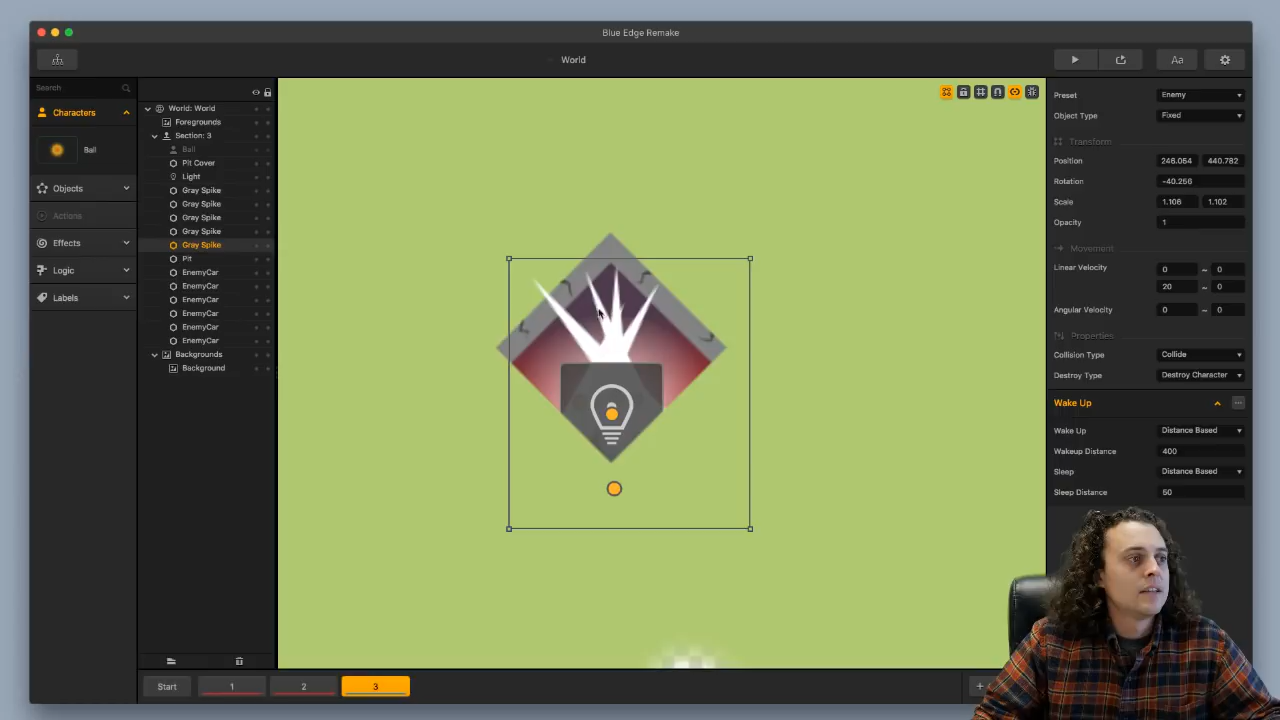 Blue Edge Remake
World
Aa
Search
Characters
Ball
Objects
Actions
Effects
Logic
Labels
World: World
Foregrounds
Section: 3
Ball
Pit Cover
Light
Gray Spike
Gray Spike
Gray Spike
Gray Spike
Gray Spike
Pit
EnemyCar
EnemyCar
EnemyCar
EnemyCar
EnemyCar
EnemyCar
Backgrounds
Background
Preset Enemy
Object Type Fixed
Transform
Position 246.054 440.782
Rotation -40.256
Scale 1.106 1.102
Opacity 1
Movement
Linear Velocity 0 ~ 0
20 ~ 0
Angular Velocity 0 ~ 0
Properties
Collision Type Collide
Destroy Type Destroy Character
Wake Up
Wake Up Distance Based
Wakeup Distance 400
Sleep Distance Based
Sleep Distance 50
Start 1 2 3 +